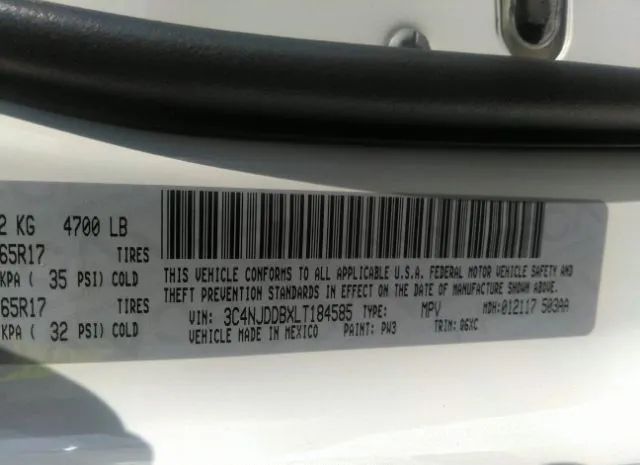 2 KG 4700 LB
65R17 TIRES
KPA ( 35 PSI) COLD
65R17 TIRES
KPA ( 32 PSI) COLD
THIS VEHICLE CONFORMS TO ALL APPLICABLE U.S.A. FEDERAL MOTOR VEHICLE SAFETY AND
THEFT PREVENTION STANDARDS IN EFFECT ON THE DATE OF MANUFACTURE SHOWN ABOVE.
VIN: 3C4NJDDBXLT184585 TYPE: MPV MDH:012117 503AA
VEHICLE MADE IN MEXICO PAINT: PW3 TRIM: A6XC